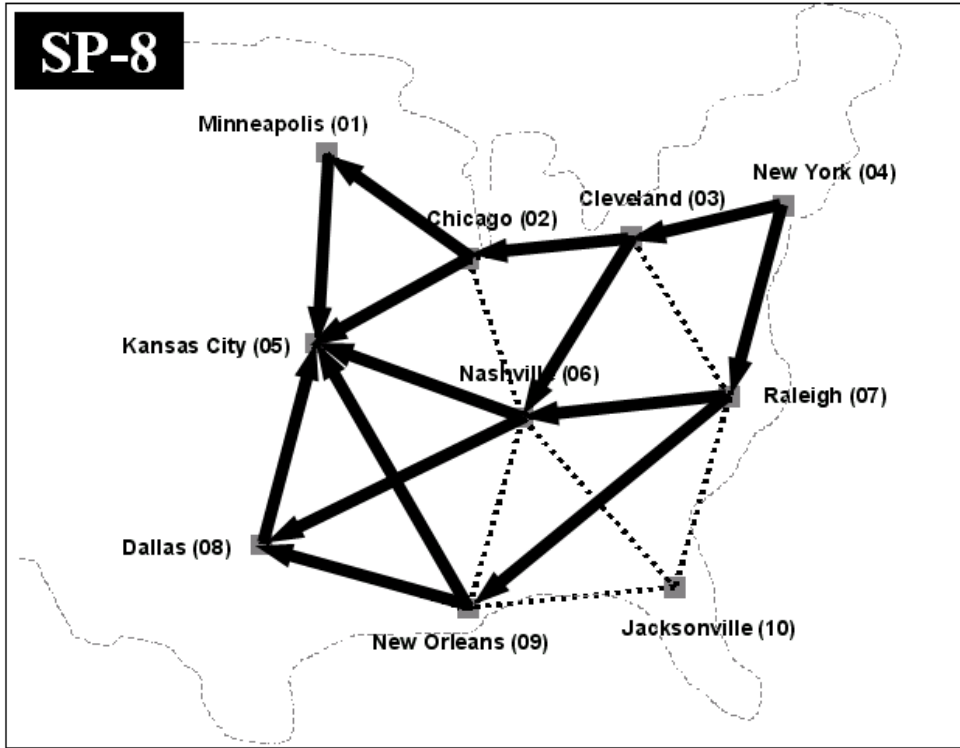 SP-8
Minneapolis (01)
New York (04)
Cleveland (03)
Chicago (02)
Kansas City (05)
Nashville (06)
Raleigh (07)
Dallas (08)
Jacksonville (10)
New Orleans (09)